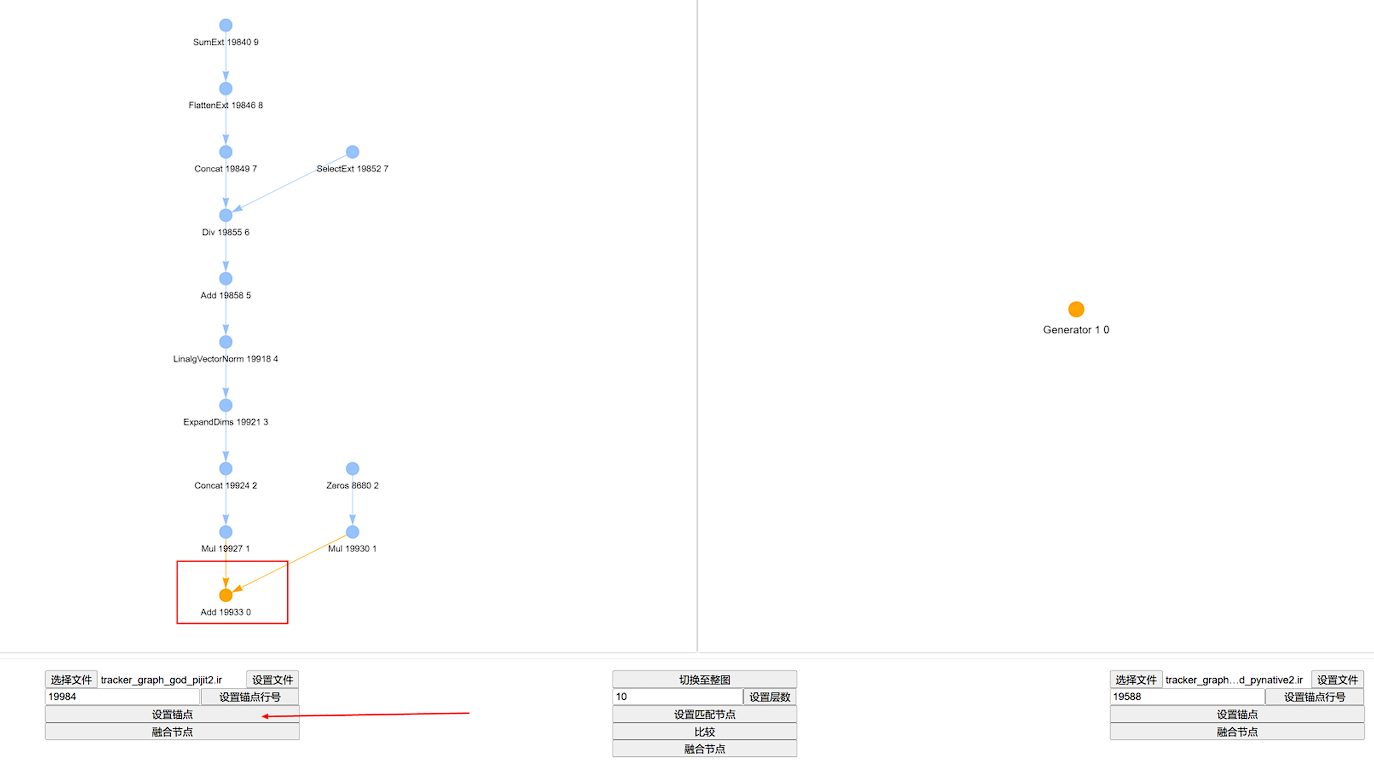 SumExt 19840 9
FlattenExt 19846 8
Concat 19849 7
SelectExt 19852 7
Div 19855 6
Add 19858 5
LinalgVectorNorm 19918 4
ExpandDims 19921 3
Concat 19924 2
Zeros 8680 2
Mul 19927 1
Mul 19930 1
Add 19933 0
Generator 1 0
选择文件 tracker_graph_god_pijit2.ir 设置文件
19984 设置锚点行号
设置锚点
融合节点
切换至整图
10 设置层数
设置匹配节点
比较
融合节点
选择文件 tracker_graph...d_pynative2.ir 设置文件
19588 设置锚点行号
设置锚点
融合节点